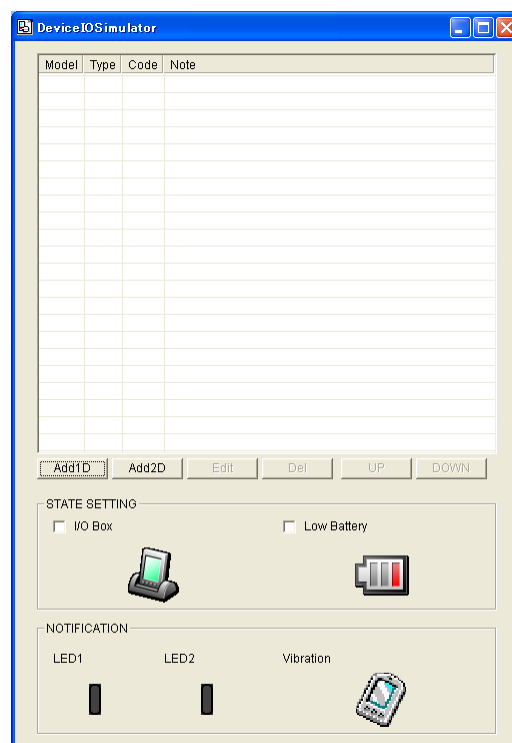 DeviceIOSimulator
Model Type Code Note
Add1D Add2D Edit Del UP DOWN
STATE SETTING
I/O Box Low Battery
NOTIFICATION
LED1 LED2 Vibration